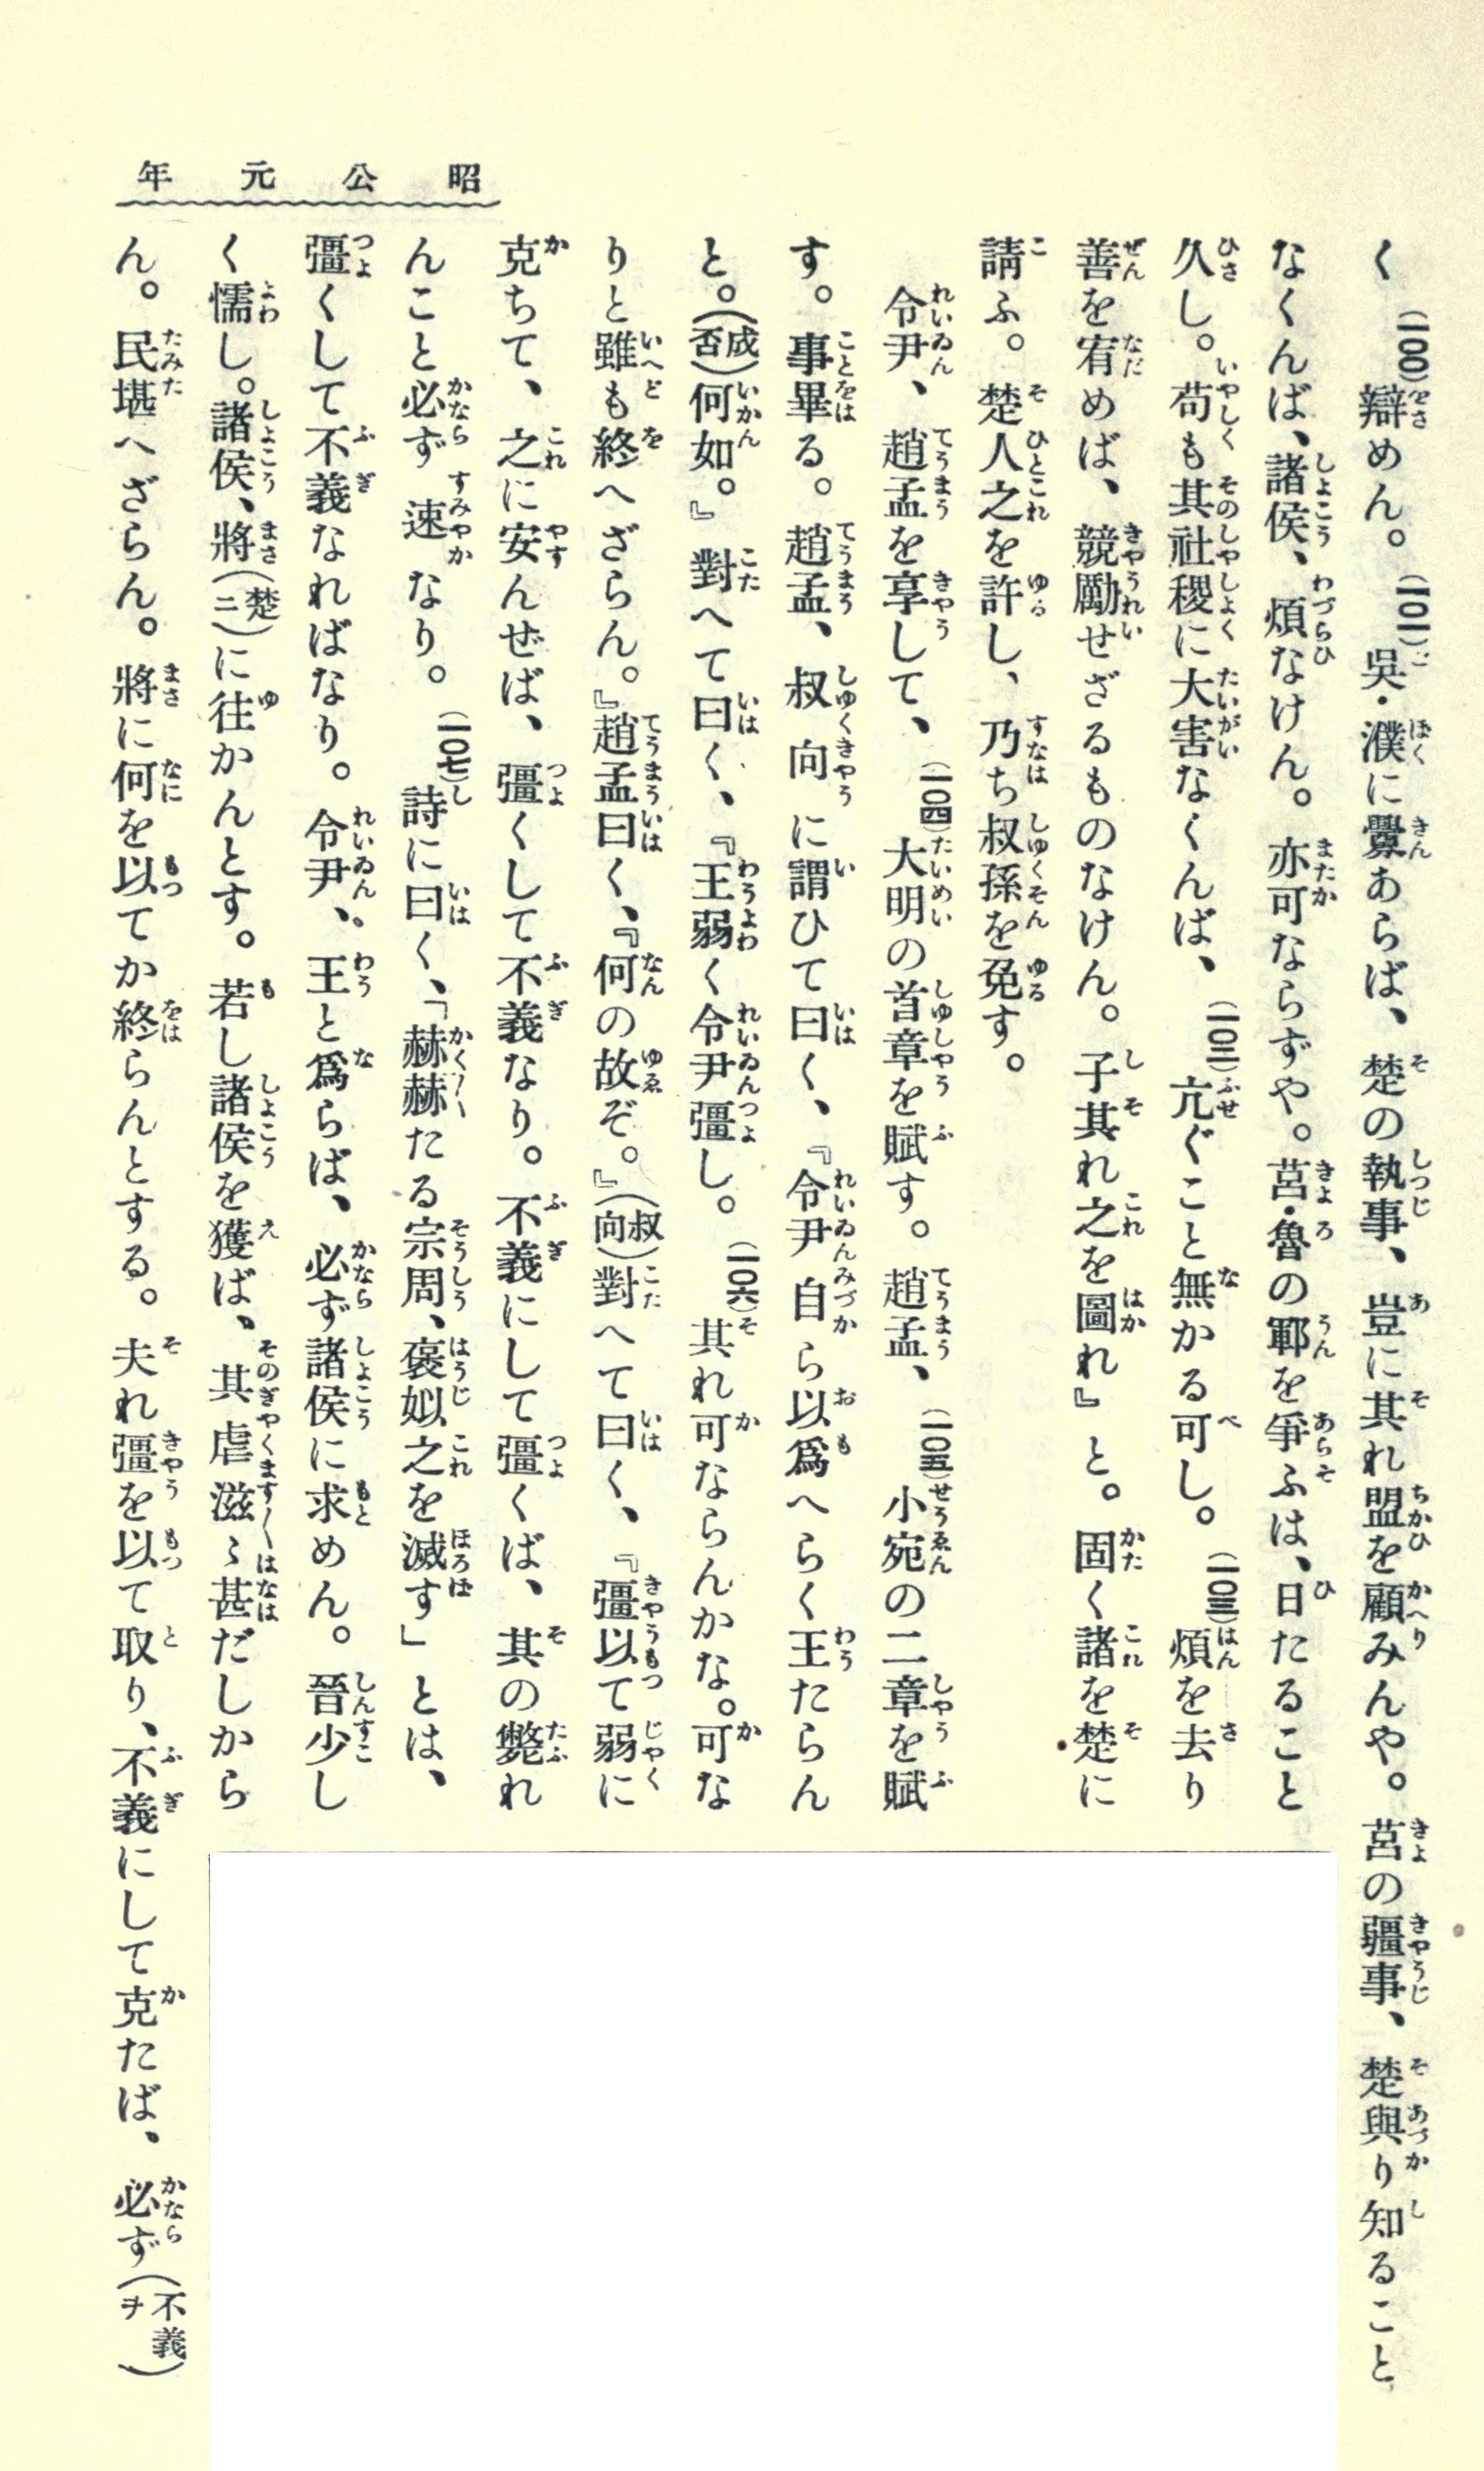 昭公元年
く（一〇〇）辯めん。（一〇一）吳・濮に釁あらば、楚の執事、豈に其れ盟を顧みんや。莒の疆事、楚與り知ること
なくんば、諸侯、煩なけん。亦可ならずや。莒・魯の鄆を爭ふは、日たること
久し。苟も其社稷に大害なくんば、（一〇二）亢ぐこと無かる可し。（一〇三）煩を去り
善を宥めば、競勵せざるものなけん。子其れ之を圖れ』と。固く諸を楚に
請ふ。楚人之を許し、乃ち叔孫を免す。
令尹、趙孟を享して、（一〇四）大明の首章を賦す。趙孟、（一〇五）小宛の二章を賦
す。事畢る。趙孟、叔向に謂ひて曰く、『令尹自ら以爲へらく王たらん
と。（成否）何如。』對へて曰く、『王弱く令尹彊し。（一〇六）其れ可ならんかな。可な
りと雖も終へざらん。』趙孟曰く、『何の故ぞ。』（叔向）對へて曰く、『彊以て弱に
克ちて、之に安んぜば、彊くして不義なり。不義にして彊くば、其の斃れ
んこと必ず速なり。（一〇七）詩に曰く、「赫赫たる宗周、褒姒之を滅す」とは、
彊くして不義なればなり。令尹、王と爲らば、必ず諸侯に求めん。晉少し
く懦し。諸侯、將（楚ニ）に往かんとす。若し諸侯を獲ば、其虐滋〻甚だしから
ん。民堪へざらん。將に何を以てか終らんとする。夫れ彊を以て取り、不義にして克たば、必ず（不義ヲ）